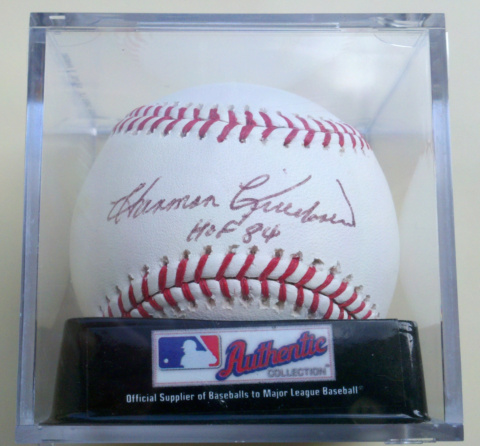 Harmon Killebrew
HOF 84
Authentic
COLLECTION
Official Supplier of Baseballs to Major League Baseball®